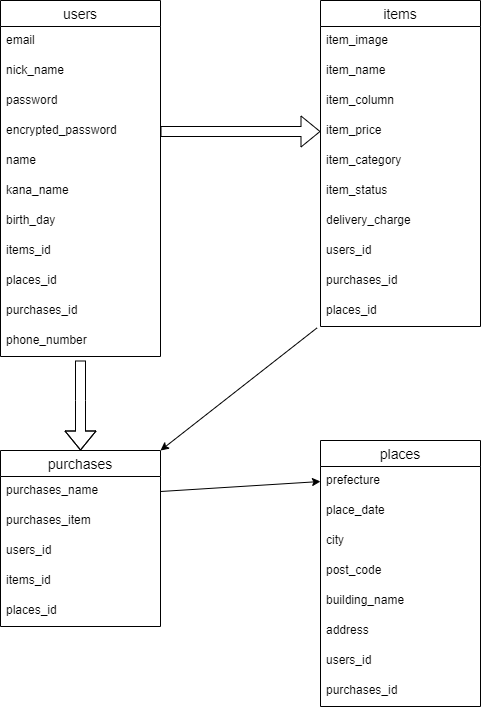 users
email
nick_name
password
encrypted_password
name
kana_name
birth_day
items_id
places_id
purchases_id
phone_number
items
item_image
item_name
item_column
item_price
item_category
item_status
delivery_charge
users_id
purchases_id
places_id
purchases
purchases_name
purchases_item
users_id
items_id
places_id
places
prefecture
place_date
city
post_code
building_name
address
users_id
purchases_id